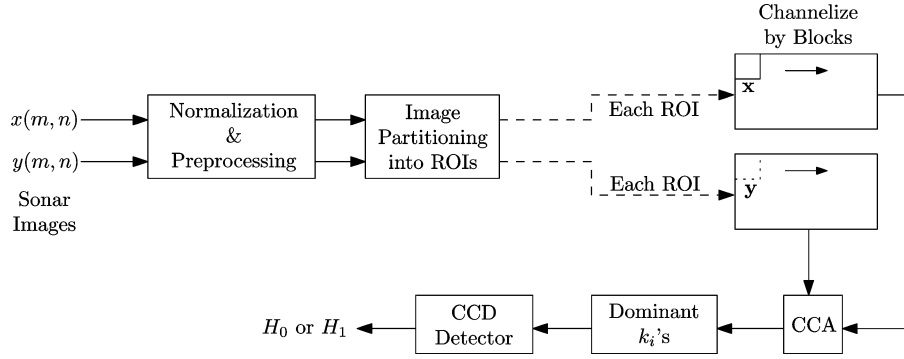 Channelize
by Blocks
x(m, n)
y(m, n)
Sonar
Images
Normalization
&
Preprocessing
Image
Partitioning
into ROIs
Each ROI
Each ROI
x
y
H₀ or H₁
CCD
Detector
Dominant
kᵢ's
CCA